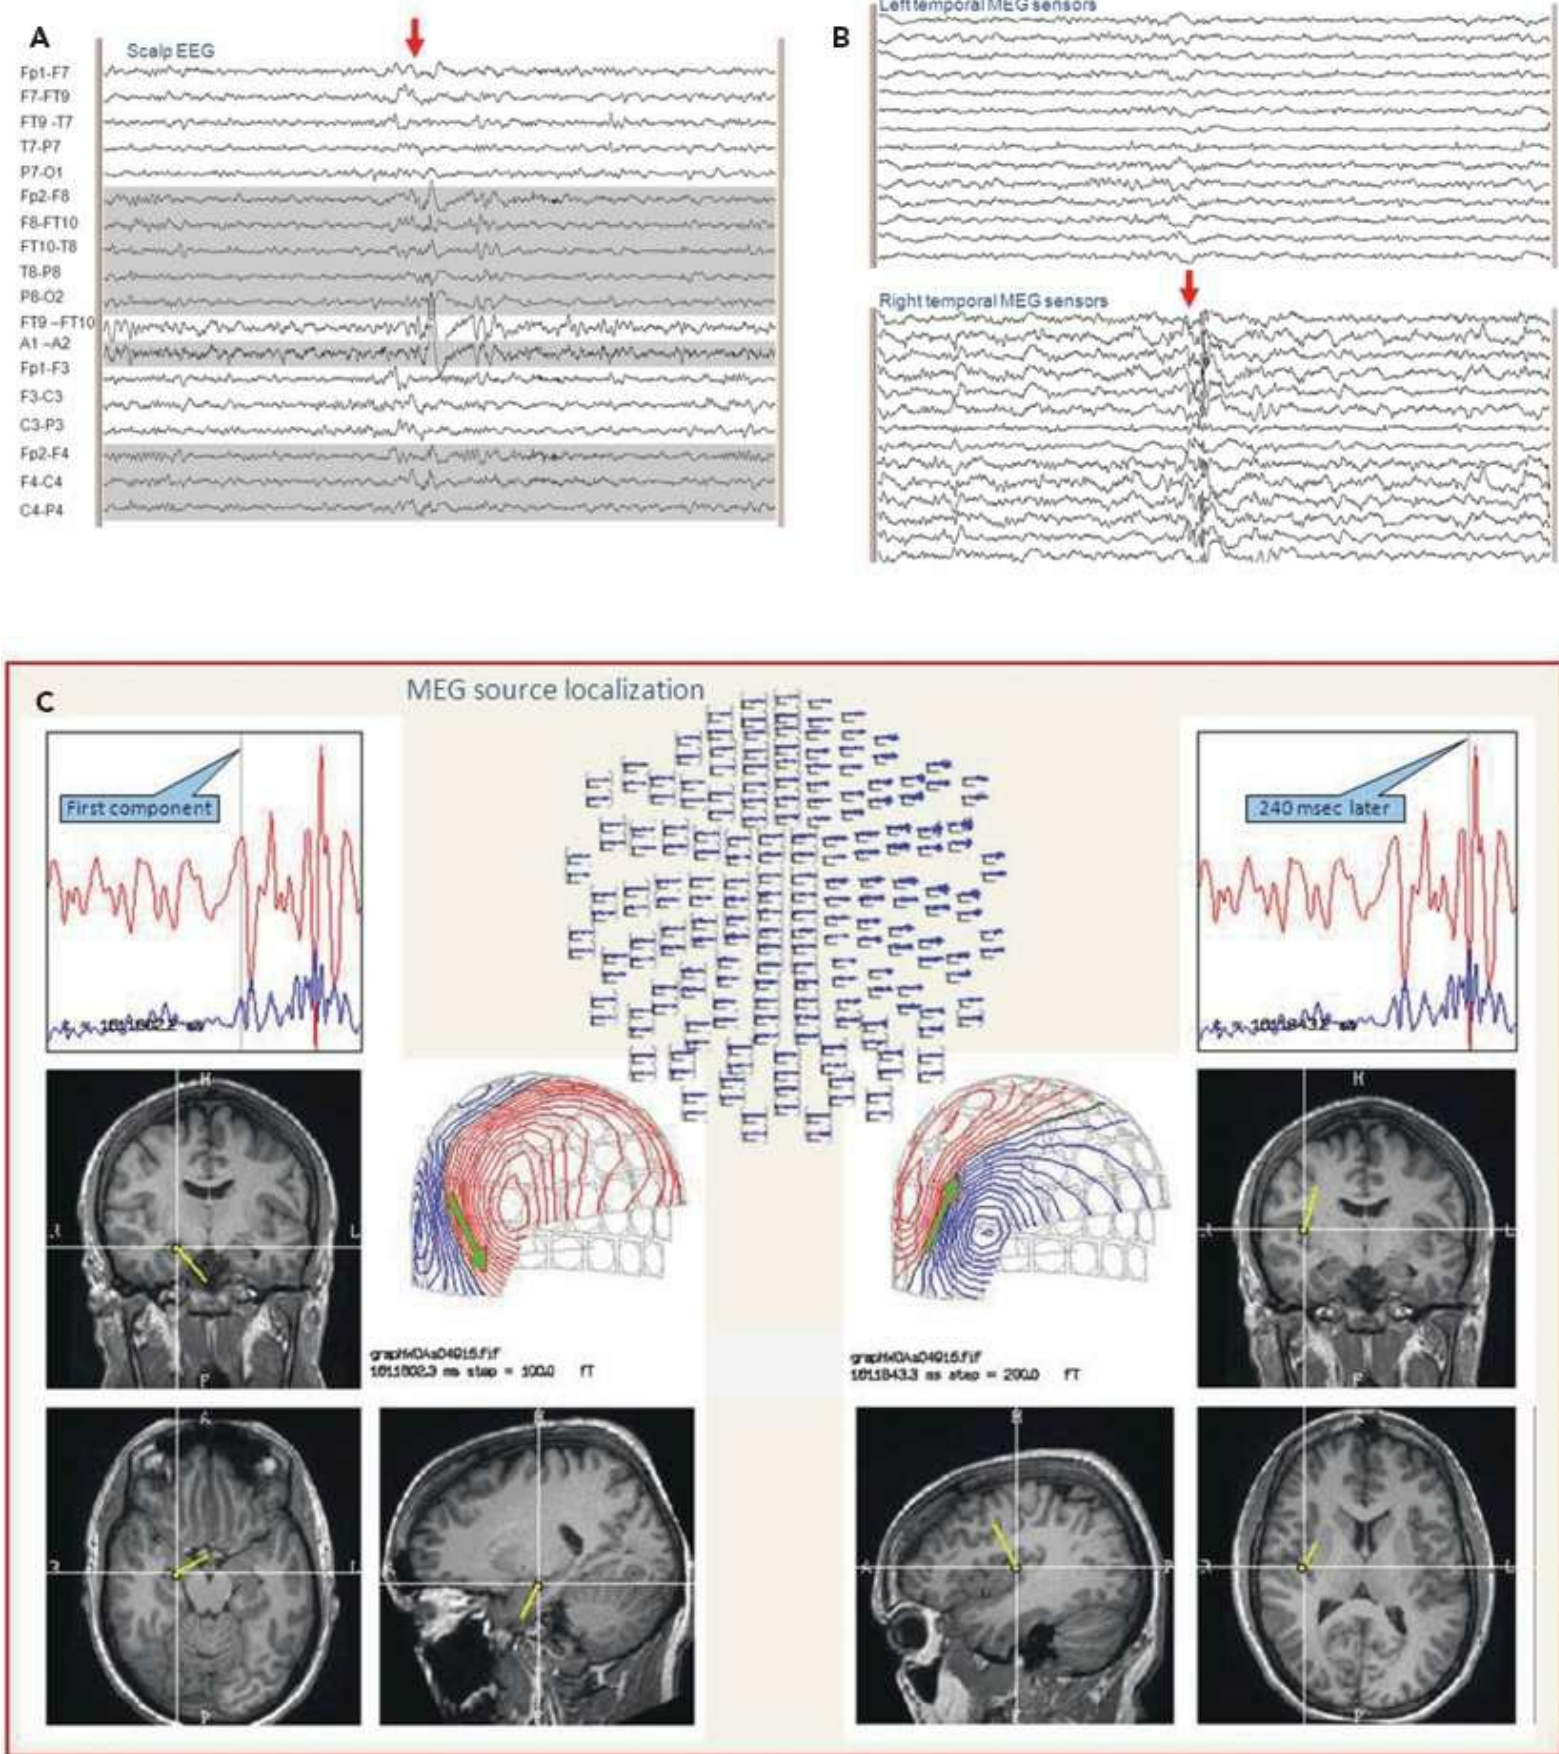 A
Scalp EEG
Fp1-F7
F7-FT9
FT9 -T7
T7-P7
P7-O1
Fp2-F8
F8-FT10
FT10-T8
T8-P8
P8-O2
FT9 –FT10
A1 –A2
Fp1-F3
F3-C3
C3-P3
Fp2-F4
F4-C4
C4-P4
B
Left temporal MEG sensors
Right temporal MEG sensors
C
MEG source localization
First component
240 msec later
R
L
step = 100.0 fT
step = 200.0 fT
A